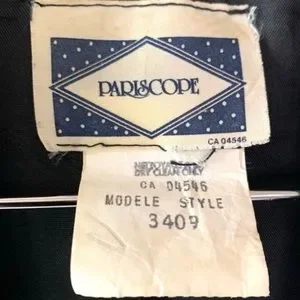 PARISCOPE
CA 04546
DRY CLEAN ONLY
CA 04546
MODELE STYLE
3409